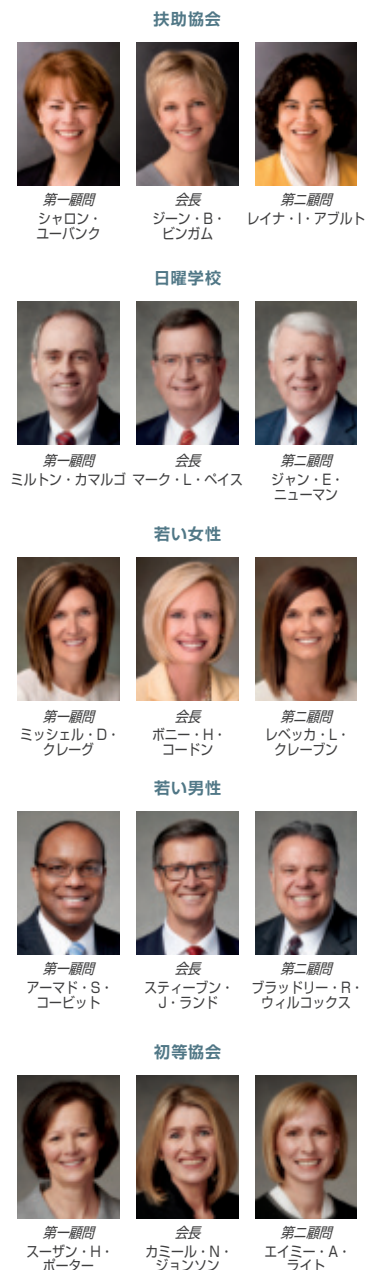 扶助協会
第一顧問
シャロン・
ユーバンク
会長
ジーン・B・
ビンガム
第二顧問
レイナ・I・アブルト
日曜学校
第一顧問
ミルトン・カマルゴ
会長
マーク・L・ペイス
第二顧問
ジャン・E・
ニューマン
若い女性
第一顧問
ミッシェル・D・
クレーグ
会長
ボニー・H・
コードン
第二顧問
レベッカ・L・
クレーブン
若い男性
第一顧問
アーマド・S・
コービット
会長
スティーブン・
J・ランド
第二顧問
ブラッドリー・R・
ウィルコックス
初等協会
第一顧問
スーザン・H・
ポーター
会長
カミール・N・
ジョンソン
第二顧問
エイミー・A・
ライト